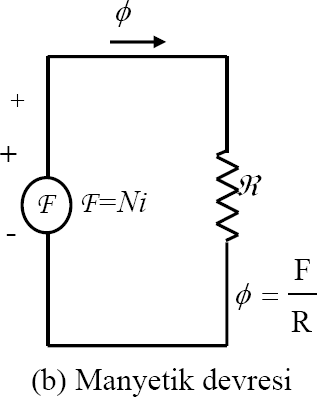 ϕ
+
+
ℱ ℱ=Ni
-
ℜ
ϕ = F/R
(b) Manyetik devresi